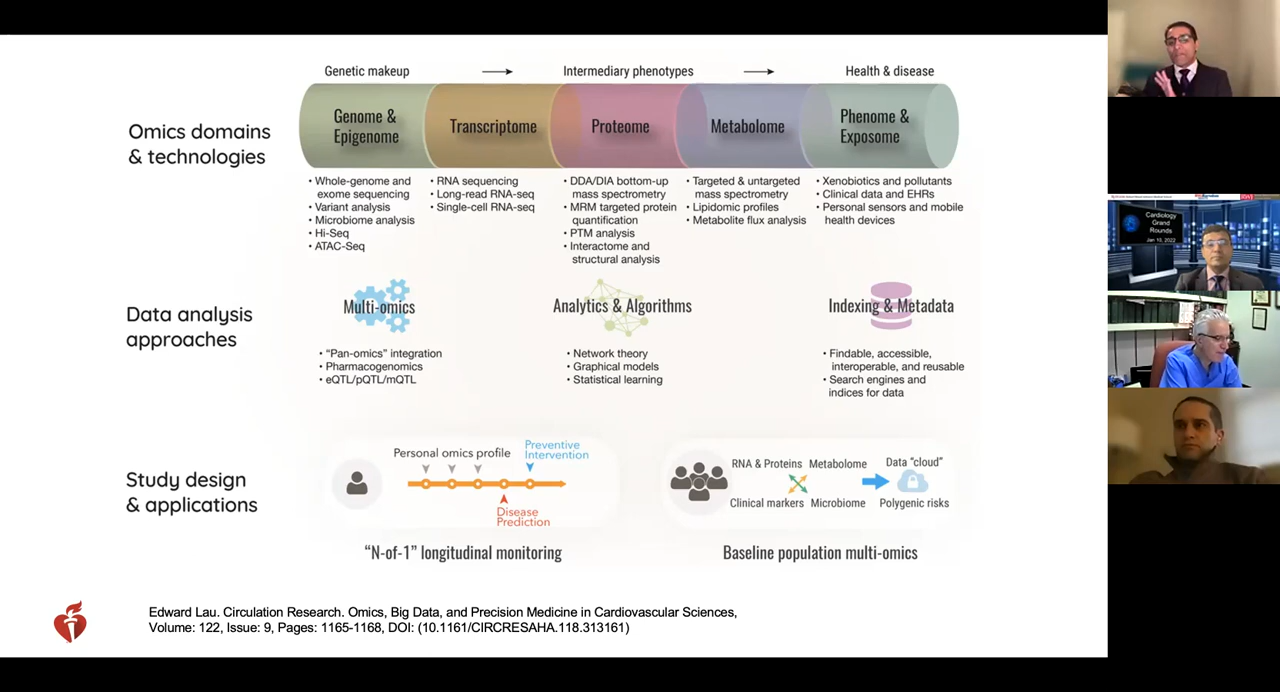 Genetic makeup
Intermediary phenotypes
Health & disease
Omics domains
& technologies
Genome &
Epigenome
Transcriptome
Proteome
Metabolome
Phenome &
Exposome
• Whole-genome and
exome sequencing
• Variant analysis
• Microbiome analysis
• Hi-Seq
• ATAC-Seq
• RNA sequencing
• Long-read RNA-seq
• Single-cell RNA-seq
• DDA/DIA bottom-up
mass spectrometry
• MRM targeted protein
quantification
• PTM analysis
• Interactome and
structural analysis
• Targeted & untargeted
mass spectrometry
• Lipidomic profiles
• Metabolite flux analysis
• Xenobiotics and pollutants
• Clinical data and EHRs
• Personal sensors and mobile
health devices
Data analysis
approaches
Multi-omics
• "Pan-omics" integration
• Pharmacogenomics
• eQTL/pQTL/mQTL
Analytics & Algorithms
• Network theory
• Graphical models
• Statistical learning
Indexing & Metadata
• Findable, accessible,
interoperable, and reusable
• Search engines and
indices for data
Study design
& applications
Personal omics profile
Preventive
Intervention
Disease
Prediction
"N-of-1" longitudinal monitoring
RNA & Proteins
Metabolome
Data "cloud"
Clinical markers
Microbiome
Polygenic risks
Baseline population multi-omics
Edward Lau. Circulation Research. Omics, Big Data, and Precision Medicine in Cardiovascular Sciences,
Volume: 122, Issue: 9, Pages: 1165-1168, DOI: (10.1161/CIRCRESAHA.118.313161)
Cardiology
Grand
Rounds
Jan 10, 2022